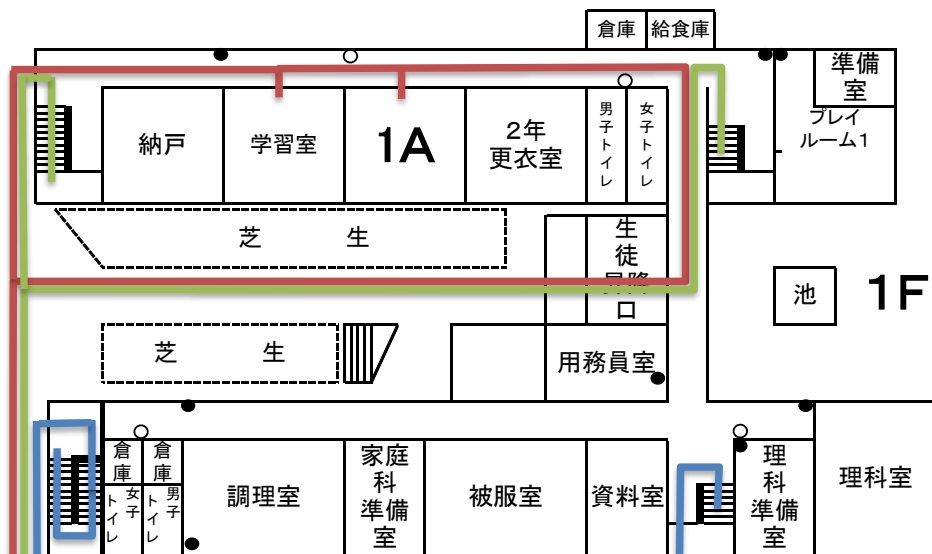 倉庫
給食庫
準備室
プレイ
ルーム1
納戸
学習室
1A
2年
更衣室
男子トイレ
女子トイレ
芝 生
生徒昇降口
池
1F
芝 生
用務員室
倉庫
倉庫
女子
トイレ
男子
トイレ
調理室
家庭科準備室
被服室
資料室
理科準備室
理科室